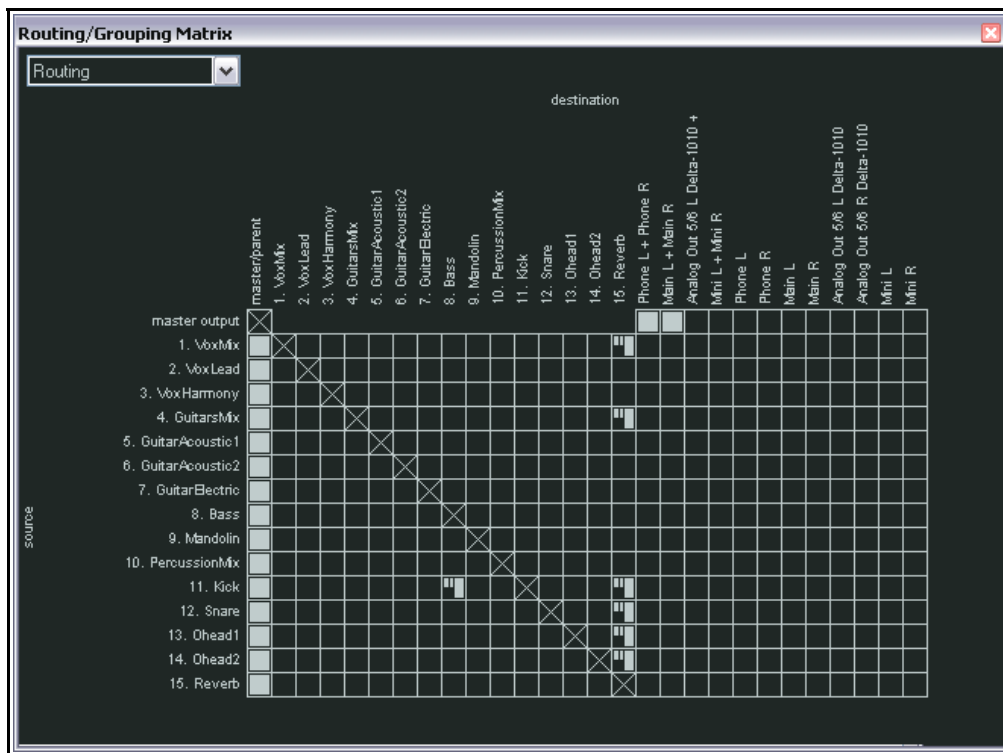 Routing/Grouping Matrix
Routing
destination
master/parent
1. VoxMix
2. VoxLead
3. VoxHarmony
4. GuitarsMix
5. GuitarAcoustic1
6. GuitarAcoustic2
7. GuitarElectric
8. Bass
9. Mandolin
10. PercussionMix
11. Kick
12. Snare
13. Ohead1
14. Ohead2
15. Reverb
Phone L + Phone R
Main L + Main R
Analog Out 5/6 L Delta-1010 +
Mini L + Mini R
Phone L
Phone R
Main L
Main R
Analog Out 5/6 L Delta-1010
Analog Out 5/6 R Delta-1010
Mini L
Mini R
source
master output
1. VoxMix
2. VoxLead
3. VoxHarmony
4. GuitarsMix
5. GuitarAcoustic1
6. GuitarAcoustic2
7. GuitarElectric
8. Bass
9. Mandolin
10. PercussionMix
11. Kick
12. Snare
13. Ohead1
14. Ohead2
15. Reverb